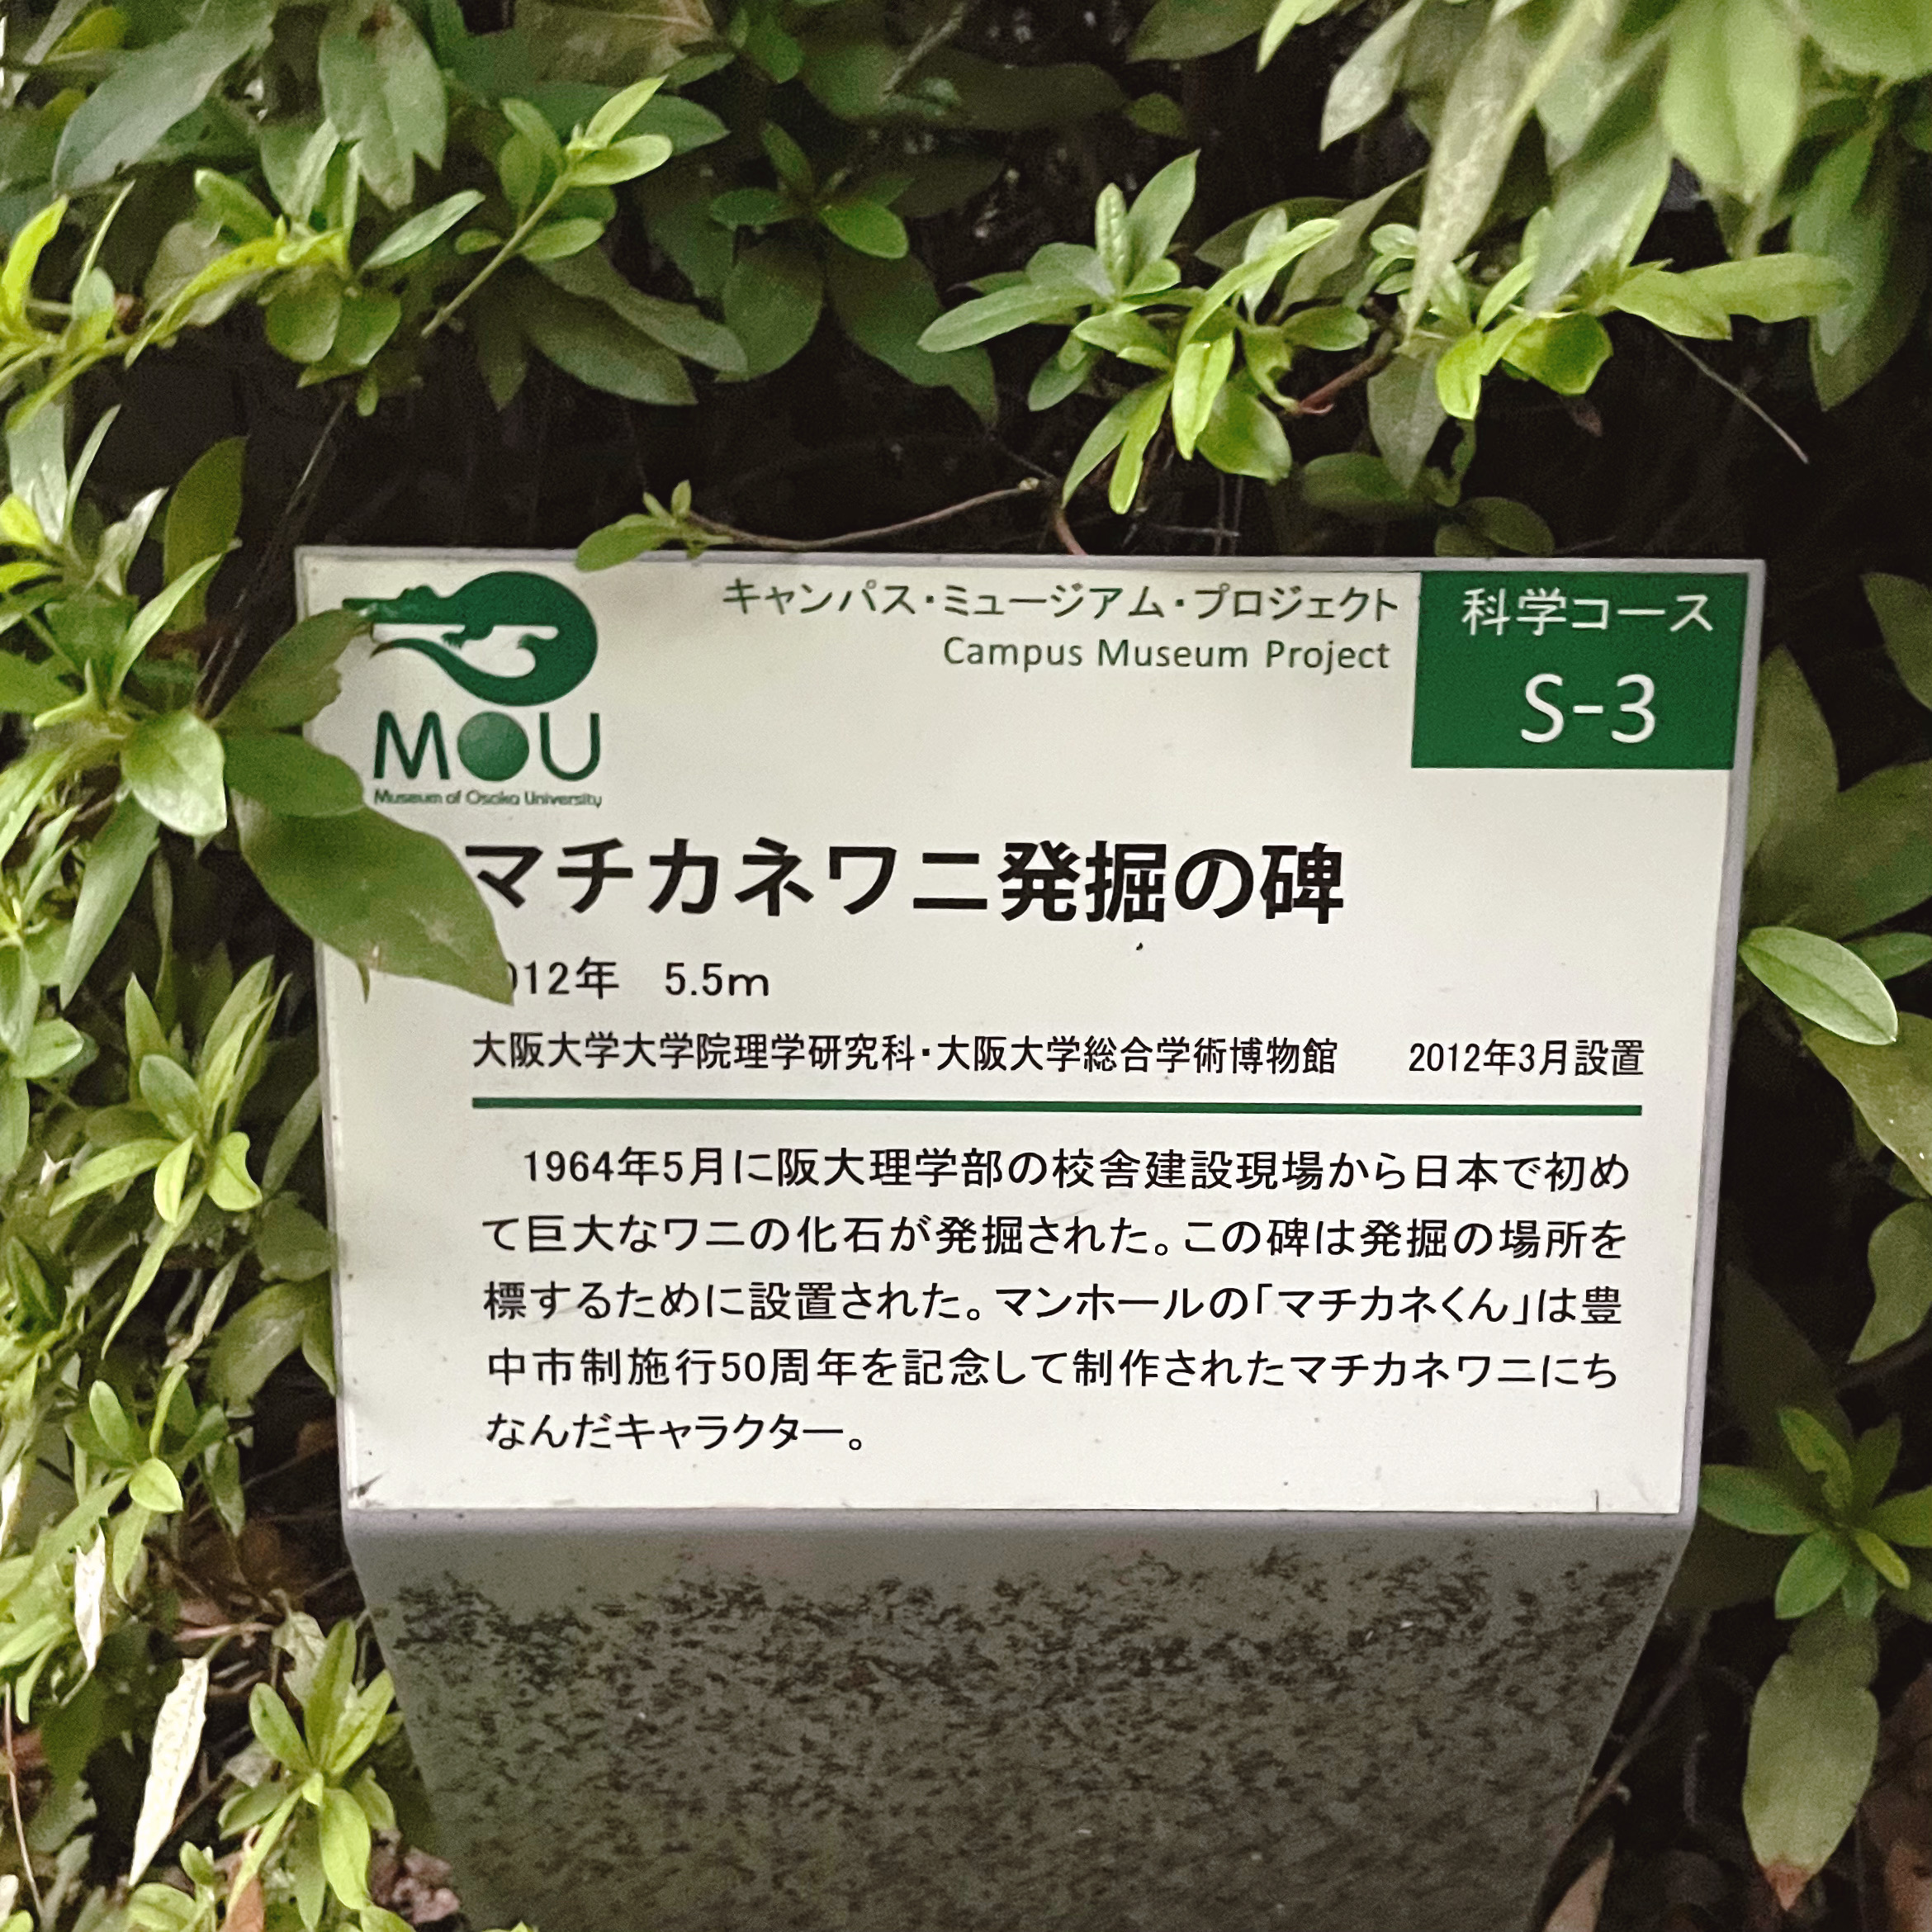 キャンパス・ミュージアム・プロジェクト
Campus Museum Project
科学コース
S-3
MOU
Museum of Osaka University
マチカネワニ発掘の碑
012年　5.5m
大阪大学大学院理学研究科・大阪大学総合学術博物館　2012年3月設置
1964年5月に阪大理学部の校舎建設現場から日本で初め
て巨大なワニの化石が発掘された。この碑は発掘の場所を
標するために設置された。マンホールの「マチカネくん」は豊
中市制施行50周年を記念して制作されたマチカネワニにち
なんだキャラクター。